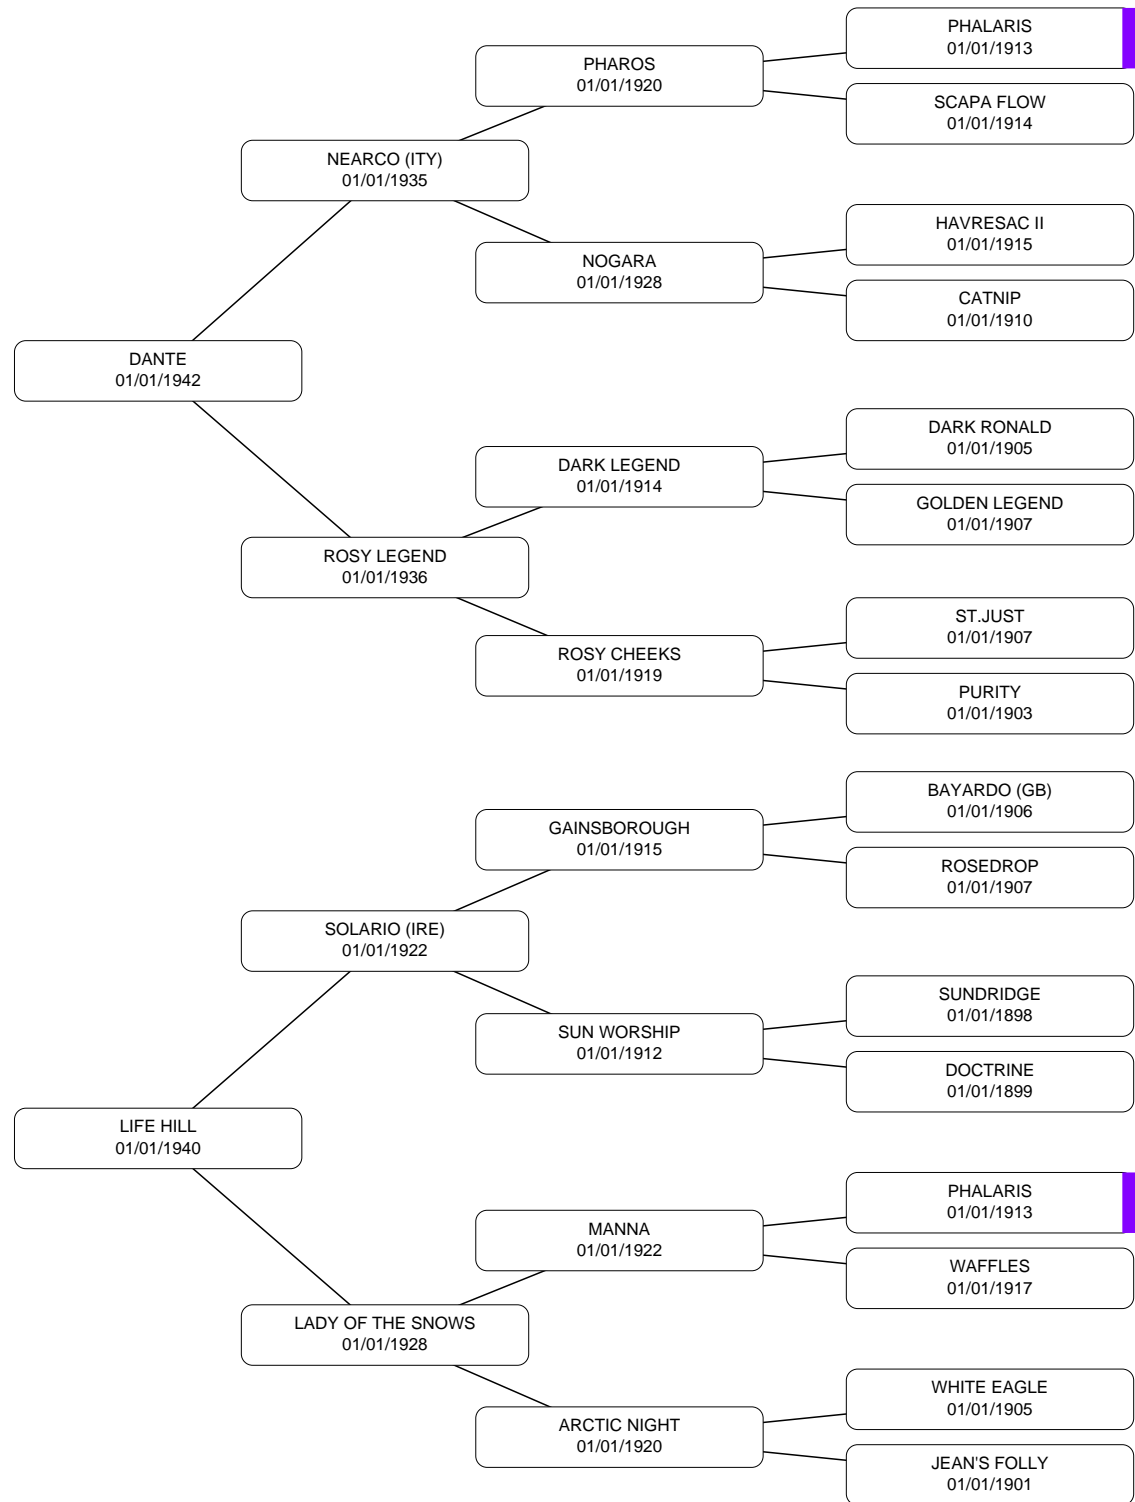 PHALARIS
01/01/1913
PHAROS
01/01/1920
SCAPA FLOW
01/01/1914
NEARCO (ITY)
01/01/1935
HAVRESAC II
01/01/1915
NOGARA
01/01/1928
CATNIP
01/01/1910
DANTE
01/01/1942
DARK RONALD
01/01/1905
DARK LEGEND
01/01/1914
GOLDEN LEGEND
01/01/1907
ROSY LEGEND
01/01/1936
ST.JUST
01/01/1907
ROSY CHEEKS
01/01/1919
PURITY
01/01/1903
BAYARDO (GB)
01/01/1906
GAINSBOROUGH
01/01/1915
ROSEDROP
01/01/1907
SOLARIO (IRE)
01/01/1922
SUNDRIDGE
01/01/1898
SUN WORSHIP
01/01/1912
DOCTRINE
01/01/1899
LIFE HILL
01/01/1940
PHALARIS
01/01/1913
MANNA
01/01/1922
WAFFLES
01/01/1917
LADY OF THE SNOWS
01/01/1928
WHITE EAGLE
01/01/1905
ARCTIC NIGHT
01/01/1920
JEAN'S FOLLY
01/01/1901